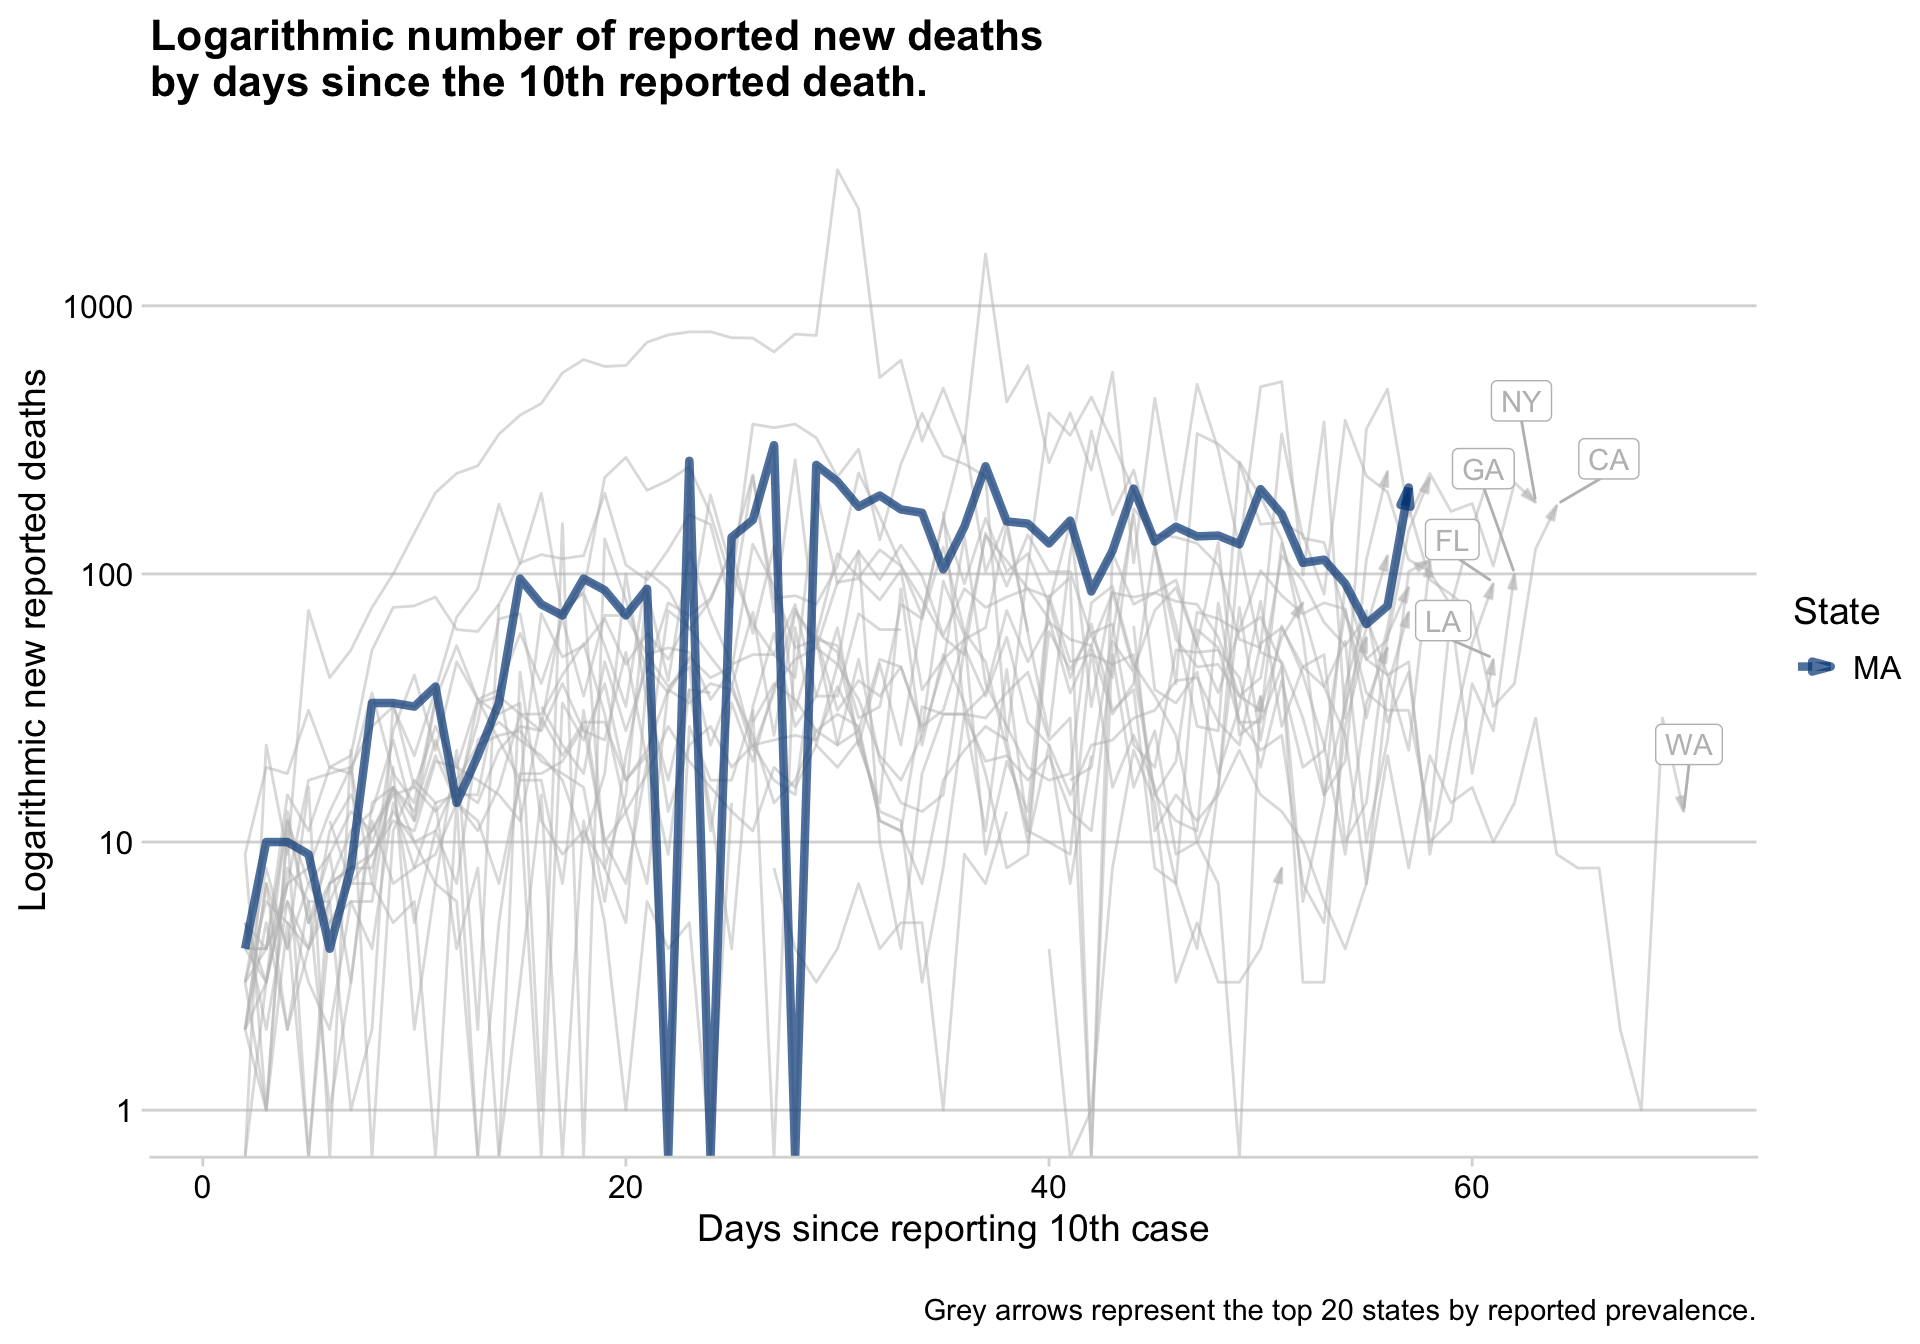 Logarithmic number of reported new deaths
by days since the 10th reported death.
Logarithmic new reported deaths
1000
100
10
1
NY
CA
GA
FL
LA
WA
State
MA
0
20
40
60
Days since reporting 10th case
Grey arrows represent the top 20 states by reported prevalence.